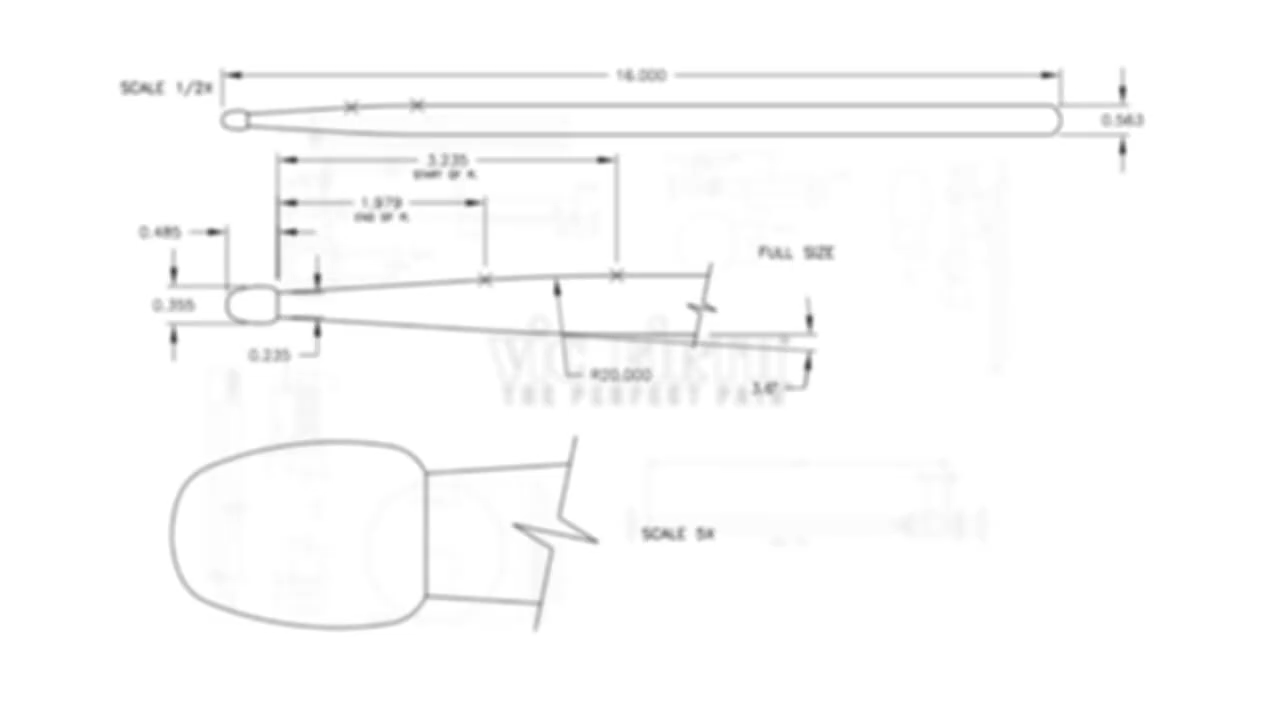 16.000
SCALE 1/2X
0.563
3.235
START OF R.
1.979
END OF R.
0.485
FULL SIZE
0.355
0.235
R20.000
THE PERFECT PAIR
SCALE 5X